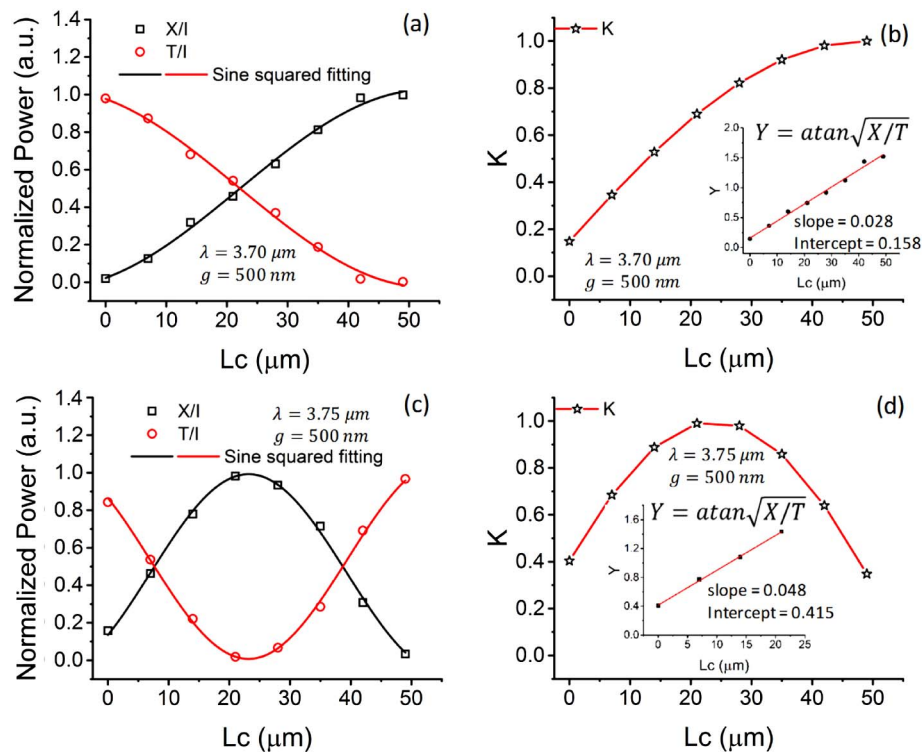 (a)
X/I
T/I
Sine squared fitting
λ = 3.70 μm
g = 500 nm
Normalized Power (a.u.)
1.4
1.2
1.0
0.8
0.6
0.4
0.2
0.0
0 10 20 30 40 50
Lc (μm)
(b)
K
Y = atan√X/T
slope = 0.028
Intercept = 0.158
Y
2.0
1.5
1.0
0.5
0.0
0 10 20 30 40 50
Lc (μm)
λ = 3.70 μm
g = 500 nm
K
1.0
0.8
0.6
0.4
0.2
0.0
0 10 20 30 40 50
Lc (μm)
(c)
X/I
T/I
Sine squared fitting
λ = 3.75 μm
g = 500 nm
Normalized Power (a.u.)
1.4
1.2
1.0
0.8
0.6
0.4
0.2
0.0
0 10 20 30 40 50
Lc (μm)
(d)
K
λ = 3.75 μm
g = 500 nm
Y = atan√X/T
slope = 0.048
Intercept = 0.415
Y
1.6
1.2
0.8
0.4
0.0
0 5 10 15 20 25
Lc (μm)
K
1.0
0.8
0.6
0.4
0.2
0.0
0 10 20 30 40 50
Lc (μm)